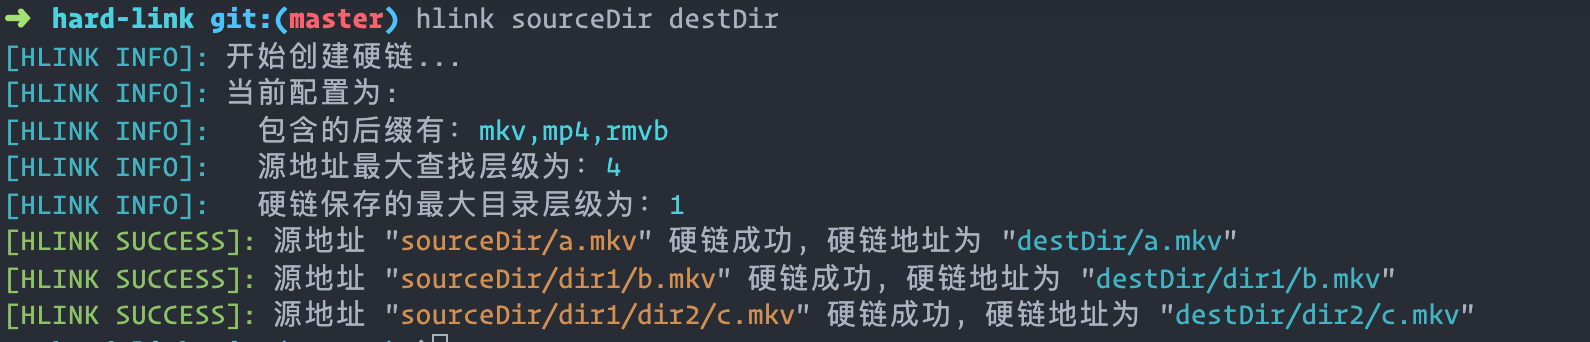 ➜ hard-link git:(master) hlink sourceDir destDir
[HLINK INFO]: 开始创建硬链...
[HLINK INFO]: 当前配置为:
[HLINK INFO]: 包含的后缀有: mkv,mp4,rmvb
[HLINK INFO]: 源地址最大查找层级为: 4
[HLINK INFO]: 硬链保存的最大目录层级为: 1
[HLINK SUCCESS]: 源地址 "sourceDir/a.mkv" 硬链成功, 硬链地址为 "destDir/a.mkv"
[HLINK SUCCESS]: 源地址 "sourceDir/dir1/b.mkv" 硬链成功, 硬链地址为 "destDir/dir1/b.mkv"
[HLINK SUCCESS]: 源地址 "sourceDir/dir1/dir2/c.mkv" 硬链成功, 硬链地址为 "destDir/dir2/c.mkv"